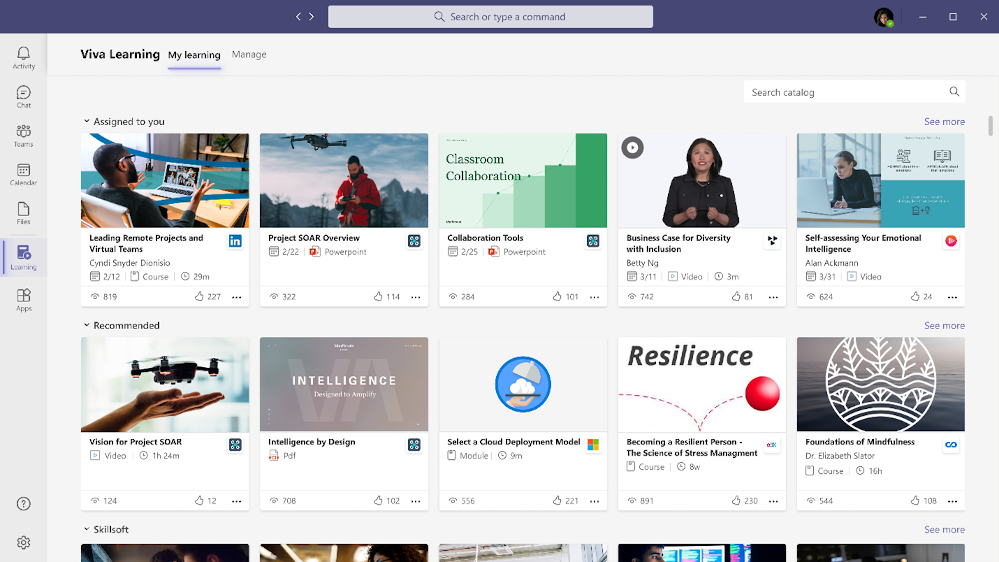 Search or type a command
Activity
Chat
Teams
Calendar
Files
Learning
Apps
Viva Learning
My learning
Manage
Search catalog
Assigned to you
See more
Leading Remote Projects and
Virtual Teams
Cyndi Snyder Dionisio
2/12
Course
29m
819
227
Classroom
Collaboration
Project SOAR Overview
2/22
Powerpoint
322
114
Collaboration Tools
2/25
Powerpoint
284
101
Business Case for Diversity
with Inclusion
Betty Ng
3/11
Video
3m
742
81
Self-assessing Your Emotional
Intelligence
Alan Ackmann
3/31
Video
624
24
Recommended
See more
Vision for Project SOAR
Video
1h 24m
124
12
INTELLIGENCE
Designed to Amplify
Intelligence by Design
Pdf
708
102
Select a Cloud Deployment Model
Module
9m
556
221
Resilience
Becoming a Resilient Person -
The Science of Stress Managment
edX
Course
8w
891
230
Foundations of Mindfulness
Dr. Elizabeth Slator
Course
16h
544
108
Skillsoft
See more